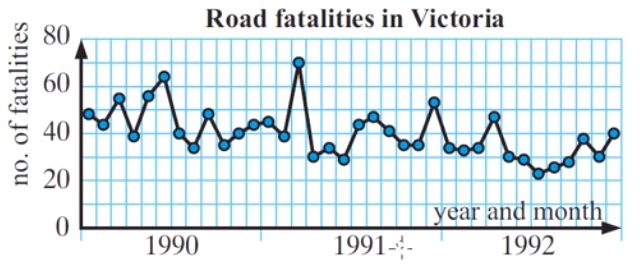 Road fatalities in Victoria
no. of fatalities
80
60
40
20
0
year and month
1990
1991
1992